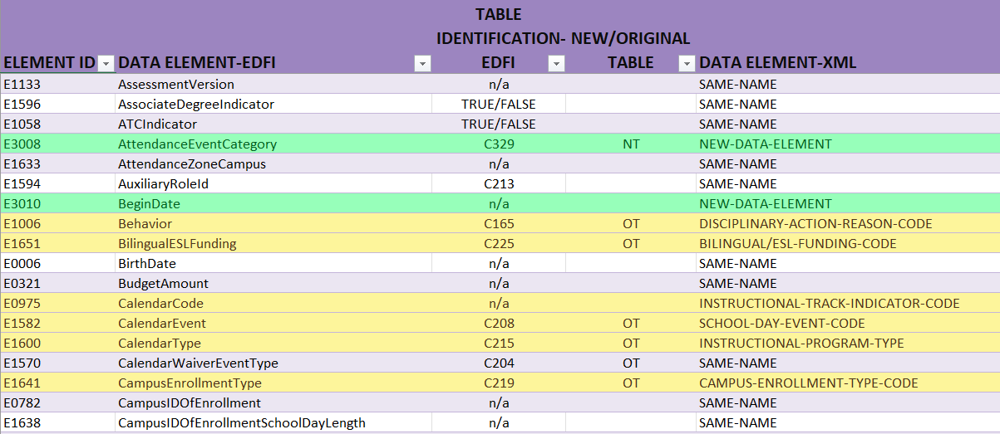 TABLE
IDENTIFICATION- NEW/ORIGINAL
ELEMENT ID DATA ELEMENT-EDFI EDFI TABLE DATA ELEMENT-XML
E1133 AssessmentVersion n/a SAME-NAME
E1596 AssociateDegreeIndicator TRUE/FALSE SAME-NAME
E1058 ATCIndicator TRUE/FALSE SAME-NAME
E3008 AttendanceEventCategory C329 NT NEW-DATA-ELEMENT
E1633 AttendanceZoneCampus n/a SAME-NAME
E1594 AuxiliaryRoleId C213 SAME-NAME
E3010 BeginDate n/a NEW-DATA-ELEMENT
E1006 Behavior C165 OT DISCIPLINARY-ACTION-REASON-CODE
E1651 BilingualESLFunding C225 OT BILINGUAL/ESL-FUNDING-CODE
E0006 BirthDate n/a SAME-NAME
E0321 BudgetAmount n/a SAME-NAME
E0975 CalendarCode n/a INSTRUCTIONAL-TRACK-INDICATOR-CODE
E1582 CalendarEvent C208 OT SCHOOL-DAY-EVENT-CODE
E1600 CalendarType C215 OT INSTRUCTIONAL-PROGRAM-TYPE
E1570 CalendarWaiverEventType C204 OT SAME-NAME
E1641 CampusEnrollmentType C219 OT CAMPUS-ENROLLMENT-TYPE-CODE
E0782 CampusIDOfEnrollment n/a SAME-NAME
E1638 CampusIDOfEnrollmentSchoolDayLength n/a SAME-NAME